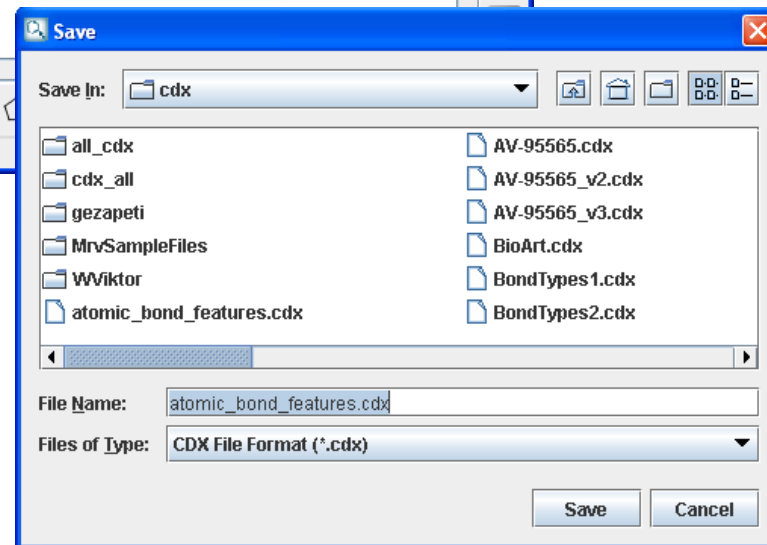 Save
Save In: cdx
all_cdx
cdx_all
gezapeti
MrvSampleFiles
WViktor
atomic_bond_features.cdx
AV-95565.cdx
AV-95565_v2.cdx
AV-95565_v3.cdx
BioArt.cdx
BondTypes1.cdx
BondTypes2.cdx
File Name: atomic_bond_features.cdx
Files of Type: CDX File Format (*.cdx)
Save Cancel